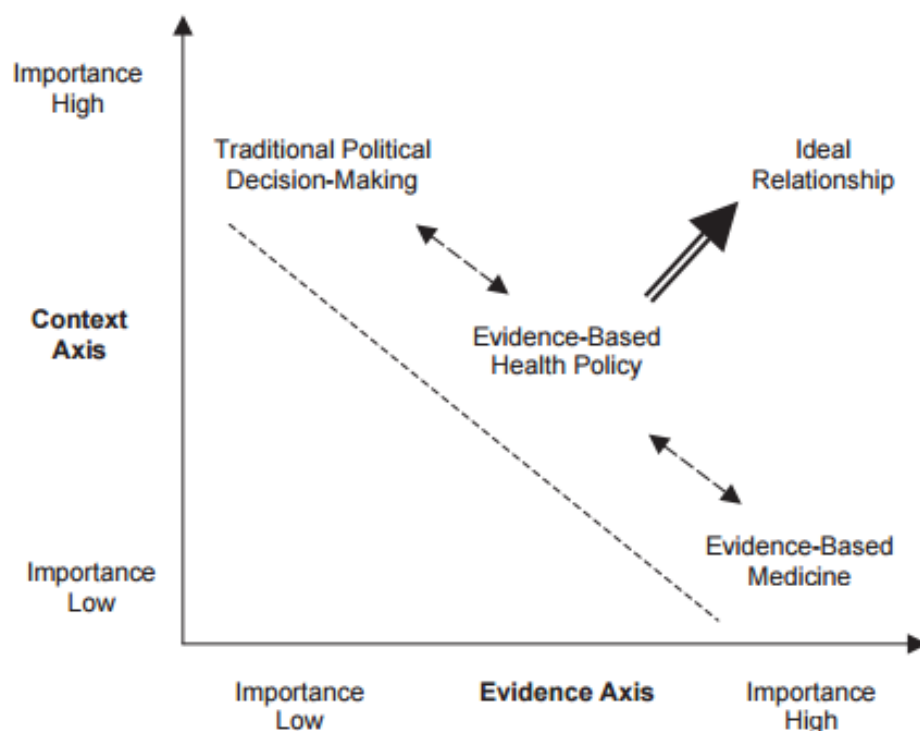 Importance
High
Traditional Political
Decision-Making
Ideal
Relationship
Context
Axis
Evidence-Based
Health Policy
Evidence-Based
Medicine
Importance
Low
Importance
Low
Evidence Axis
Importance
High